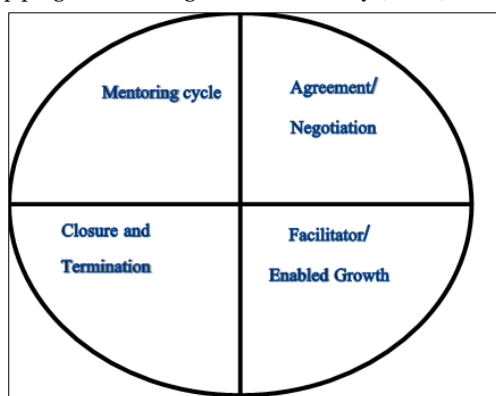 Mentoring cycle
Agreement/
Negotiation
Closure and
Termination
Facilitator/
Enabled Growth